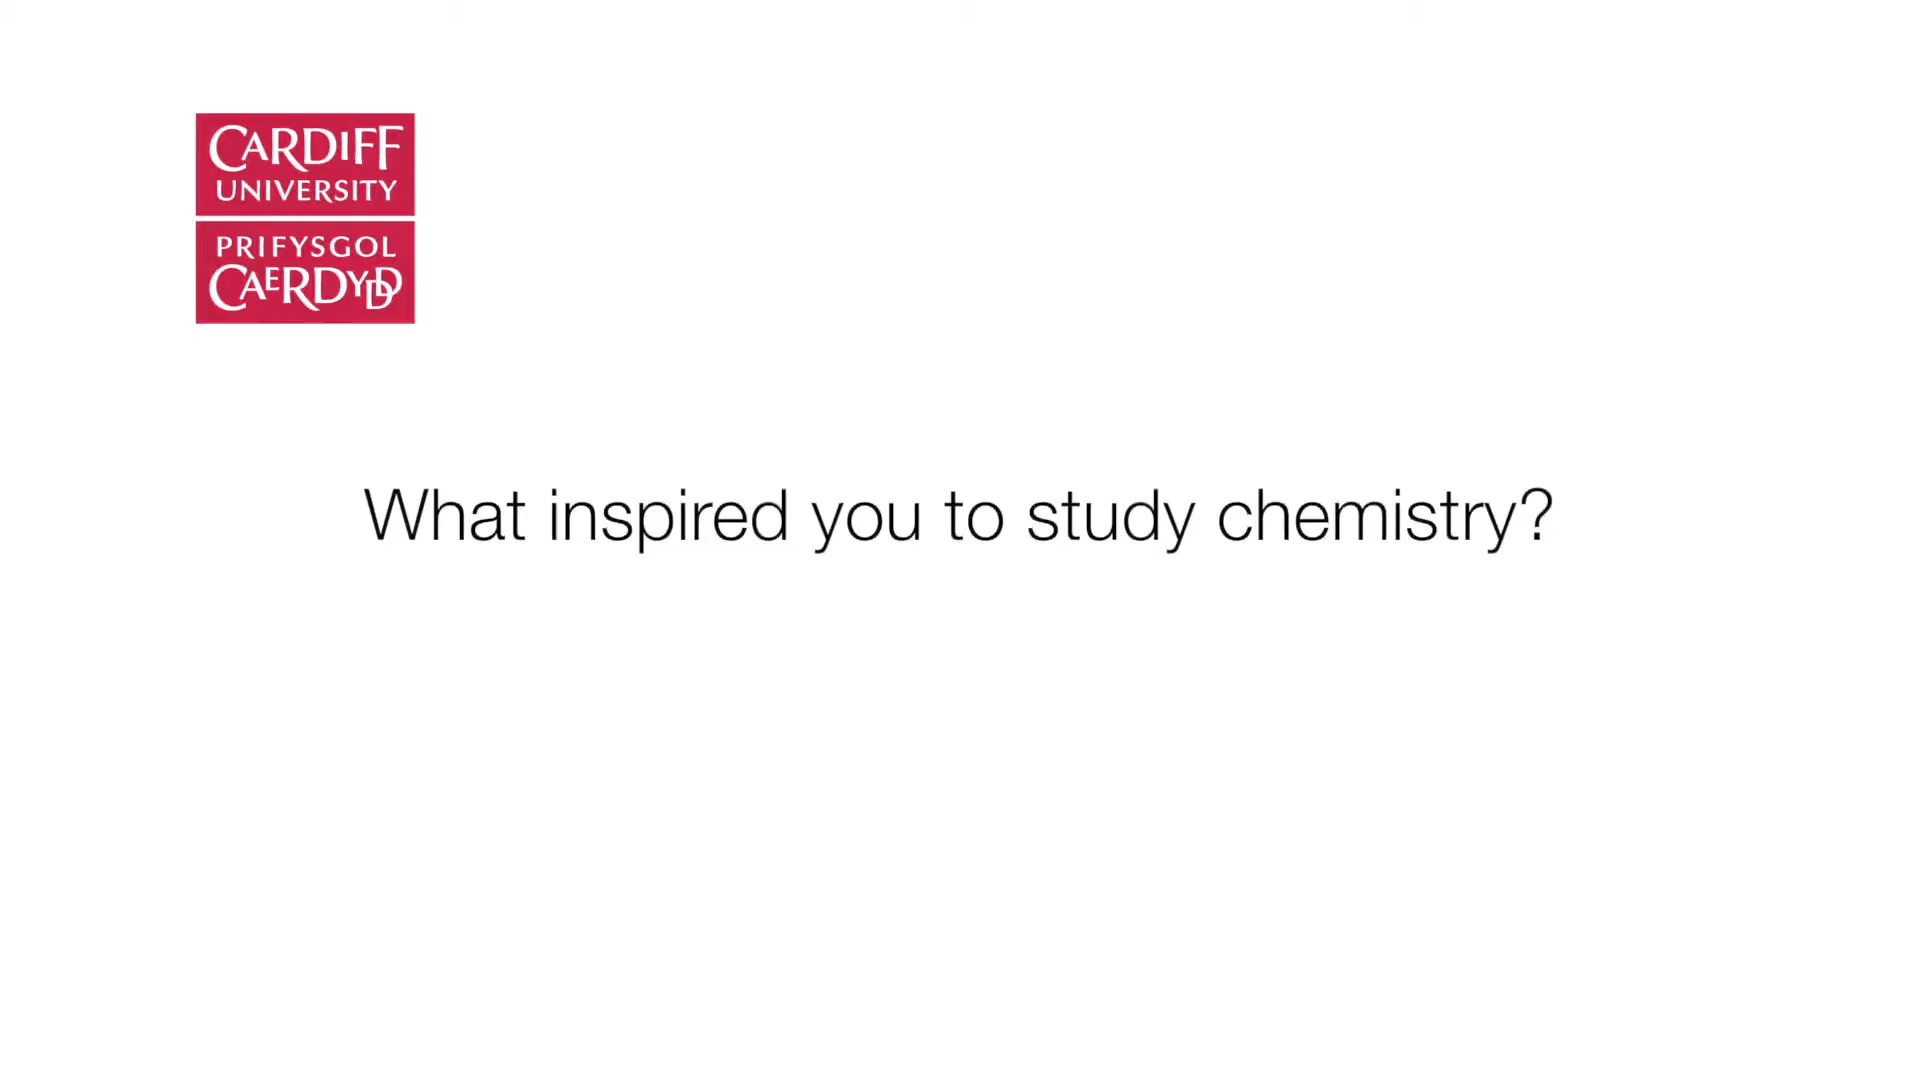 CARDIFF
UNIVERSITY
PRIFYSGOL
CAERDYDD
What inspired you to study chemistry?